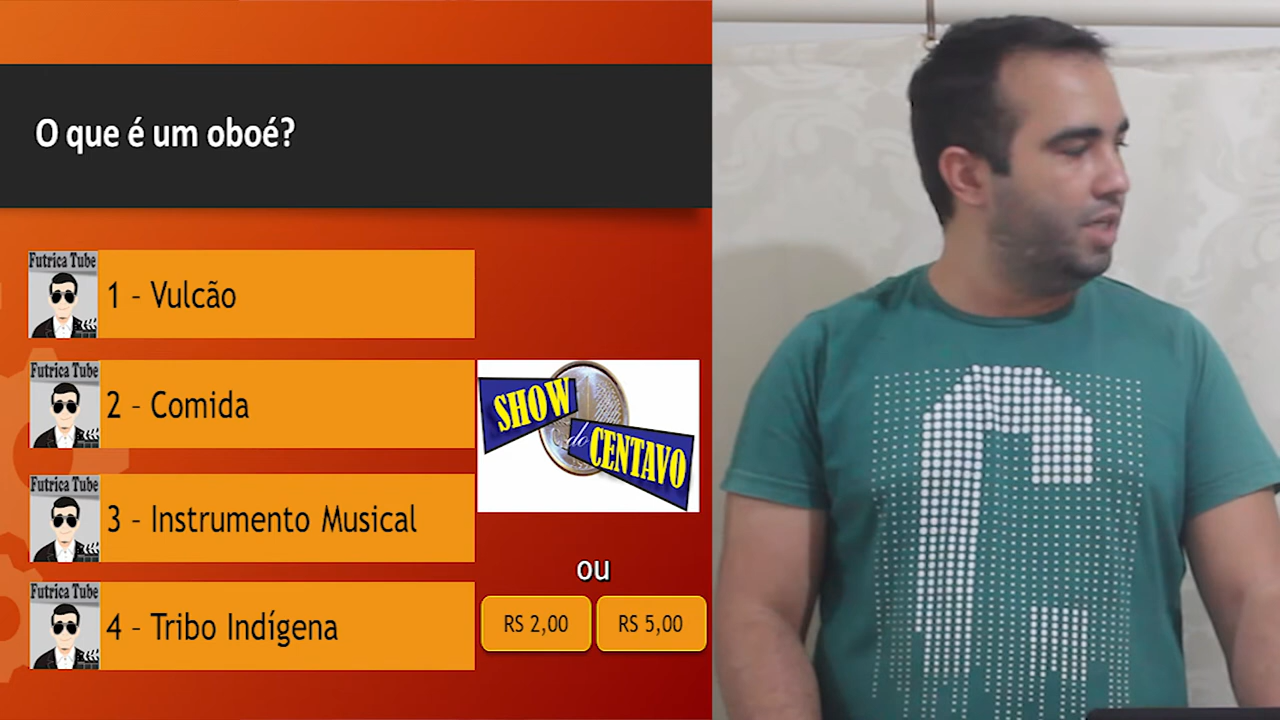 O que é um oboé?
Futrica Tube
1 - Vulcão
Futrica Tube
2 - Comida
SHOW
do
CENTAVO
Futrica Tube
3 - Instrumento Musical
ou
Futrica Tube
4 - Tribo Indígena
RS 2,00
RS 5,00